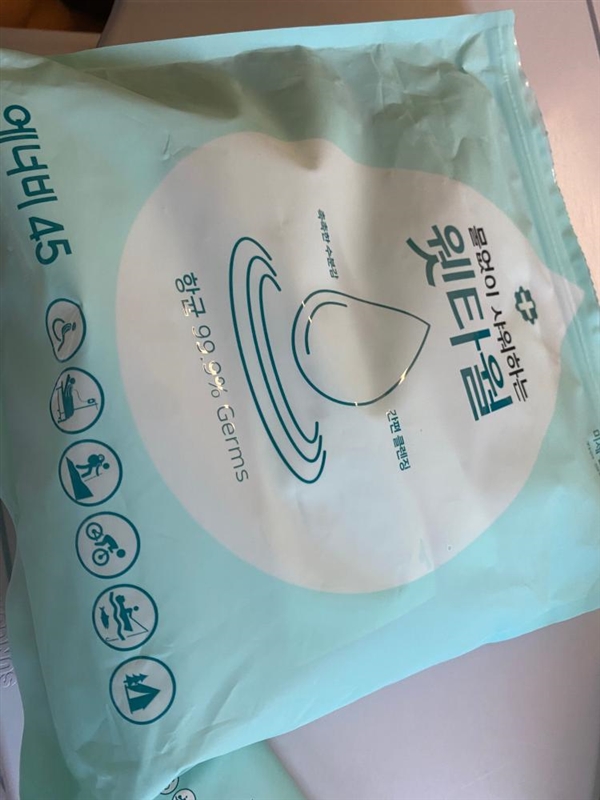 물없이 샤워하는
웻타월
촉촉한 수분감
간편 클렌징
항균 99.9% Germs
에너비 45